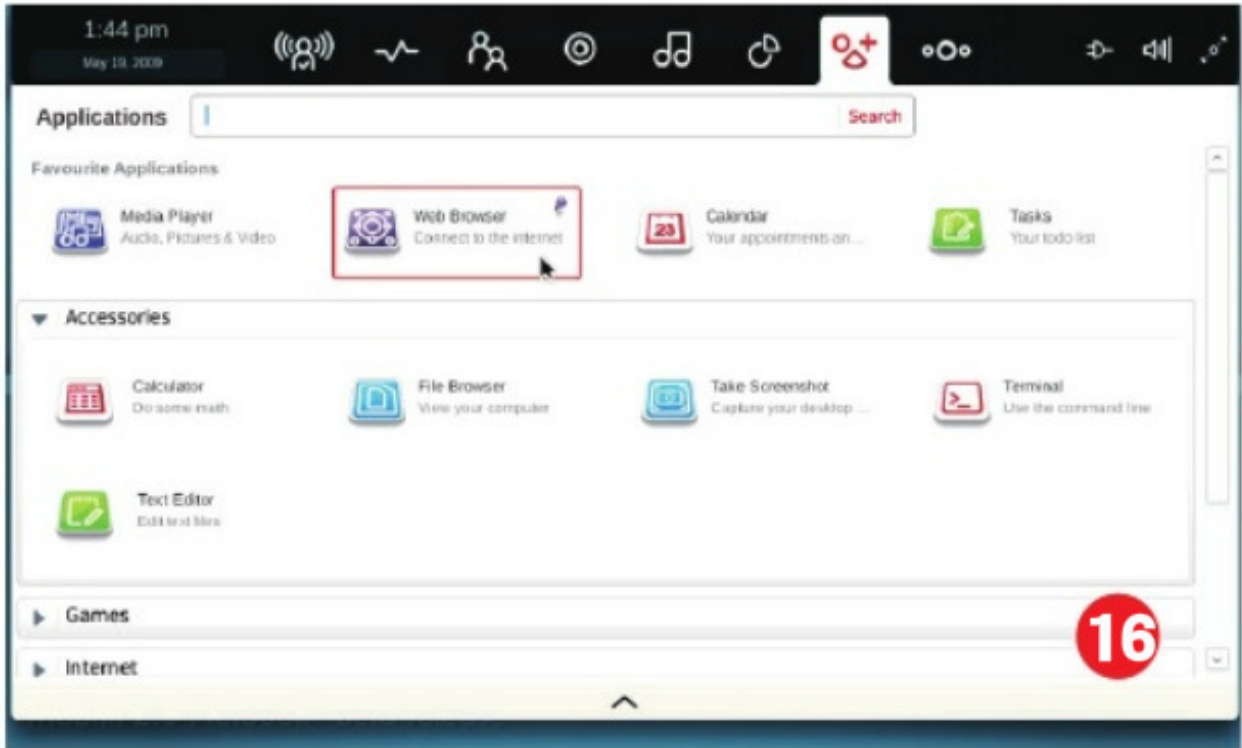 1:44 pm
May 19, 2009
Applications
Search
Favourite Applications
Media Player
Audio, Pictures & Video
Web Browser
Connect to the internet
Calendar
Your appointments an...
Tasks
Your todo list
Accessories
Calculator
Do some math
File Browser
View your computer
Take Screenshot
Capture your desktop ...
Terminal
Use the command line
Text Editor
Edit text files
Games
Internet
16